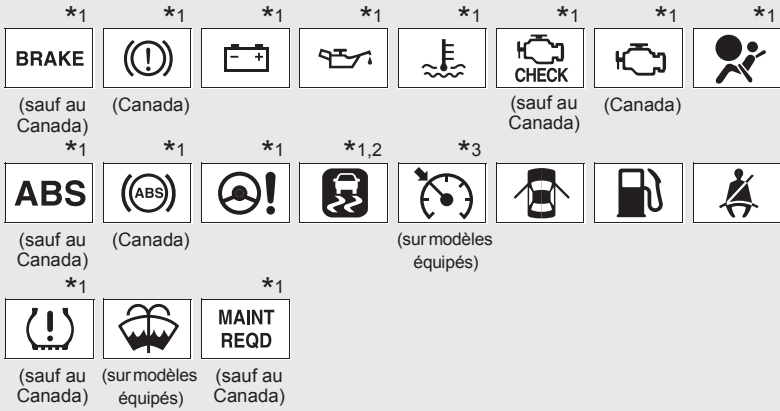 *1 *1 *1 *1 *1 *1 *1 *1
BRAKE
CHECK
(sauf au Canada) (Canada) (sauf au Canada) (Canada)
*1 *1 *1 *1,2 *3
ABS (ABS)
(sauf au Canada) (Canada) (sur modèles équipés)
*1 *1
MAINT
REQD
(sauf au Canada) (sur modèles équipés) (sauf au Canada)